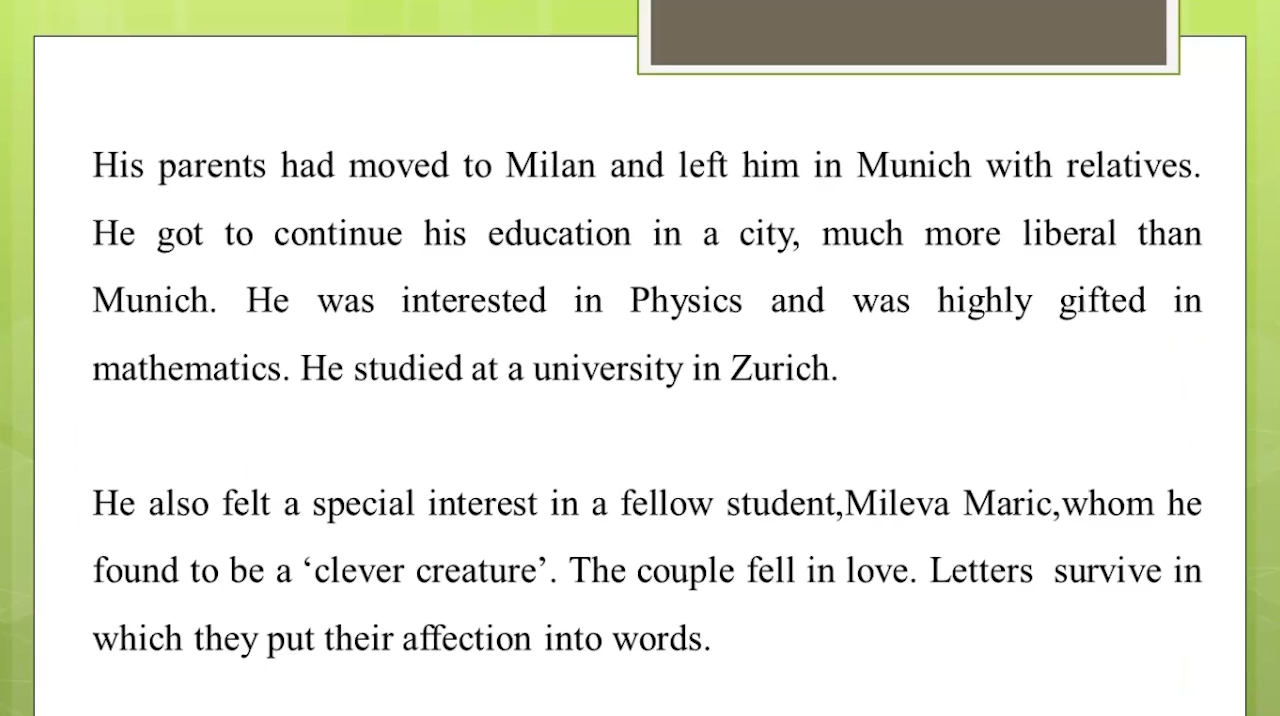 His parents had moved to Milan and left him in Munich with relatives.
He got to continue his education in a city, much more liberal than
Munich. He was interested in Physics and was highly gifted in
mathematics. He studied at a university in Zurich.
He also felt a special interest in a fellow student,Mileva Maric,whom he
found to be a ‘clever creature’. The couple fell in love. Letters  survive in
which they put their affection into words.